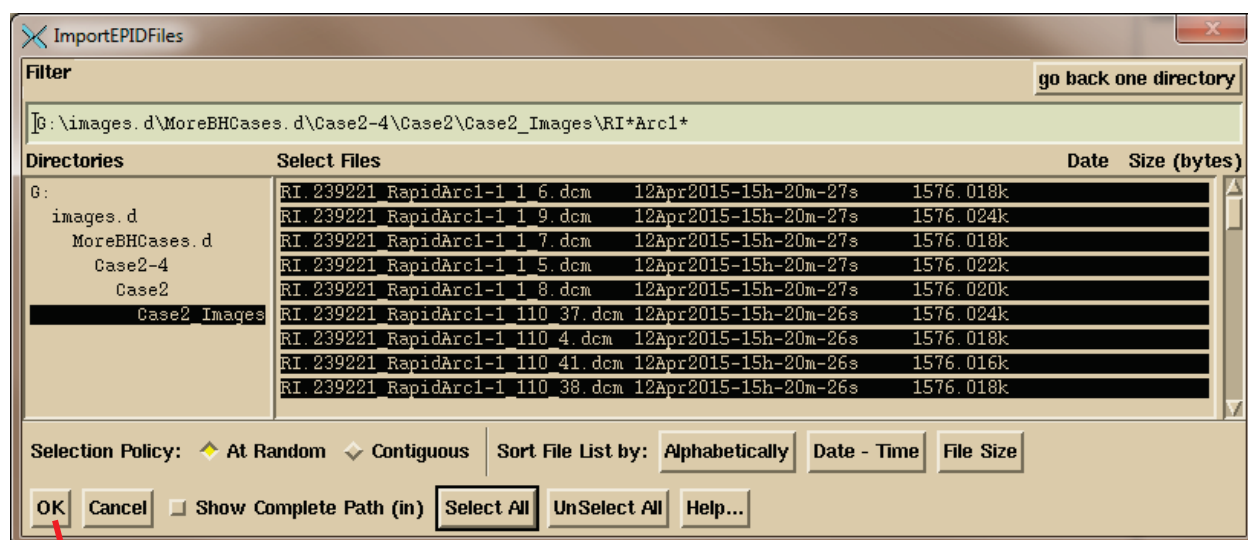 ImportEPIDFiles
Filter
go back one directory
G:\images.d\MoreBHCases.d\Case2-4\Case2\Case2_Images\RI*Arc1*
Directories Select Files Date Size (bytes)
G:
images.d
MoreBHCases.d
Case2-4
Case2
Case2_Images
RI.239221_RapidArc1-1_1_6.dcm 12Apr2015-15h-20m-27s 1576.018k
RI.239221_RapidArc1-1_1_9.dcm 12Apr2015-15h-20m-27s 1576.024k
RI.239221_RapidArc1-1_1_7.dcm 12Apr2015-15h-20m-27s 1576.018k
RI.239221_RapidArc1-1_1_5.dcm 12Apr2015-15h-20m-27s 1576.022k
RI.239221_RapidArc1-1_1_8.dcm 12Apr2015-15h-20m-27s 1576.020k
RI.239221_RapidArc1-1_110_37.dcm 12Apr2015-15h-20m-26s 1576.024k
RI.239221_RapidArc1-1_110_4.dcm 12Apr2015-15h-20m-26s 1576.018k
RI.239221_RapidArc1-1_110_41.dcm 12Apr2015-15h-20m-26s 1576.016k
RI.239221_RapidArc1-1_110_38.dcm 12Apr2015-15h-20m-26s 1576.018k
Selection Policy: At Random Contiguous Sort File List by: Alphabetically Date - Time File Size
OK Cancel Show Complete Path (in) Select All UnSelect All Help...